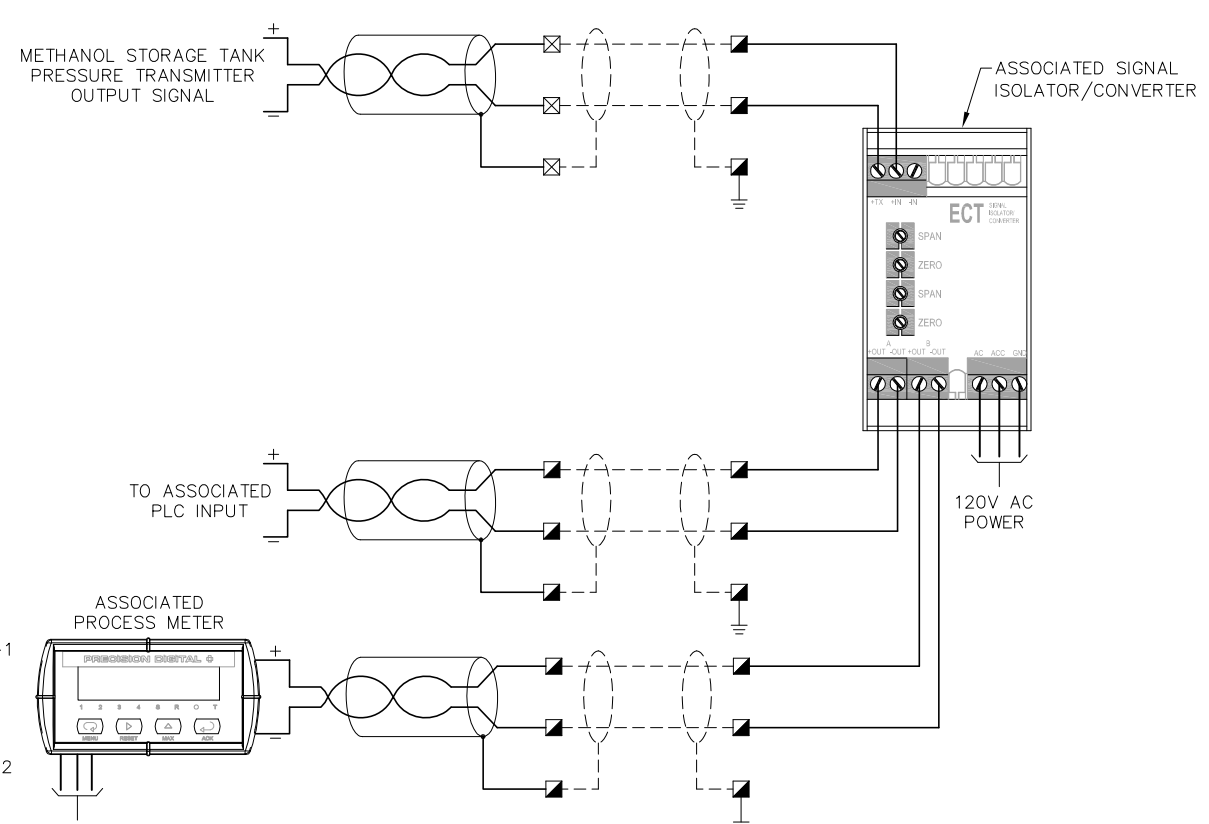 +
METHANOL STORAGE TANK
PRESSURE TRANSMITTER
OUTPUT SIGNAL
−
ASSOCIATED SIGNAL
ISOLATOR/CONVERTER
+TX +IN -IN
ECT
SIGNAL
ISOLATOR/
CONVERTER
SPAN
ZERO
SPAN
ZERO
A B
+OUT -OUT +OUT -OUT
AC ACC GND
120V AC
POWER
+
TO ASSOCIATED
PLC INPUT
−
ASSOCIATED
PROCESS METER
-1
+
PRECISION DIGITAL
1 2 3 4 S R O T
MENU RESET MAX ACK
−
2